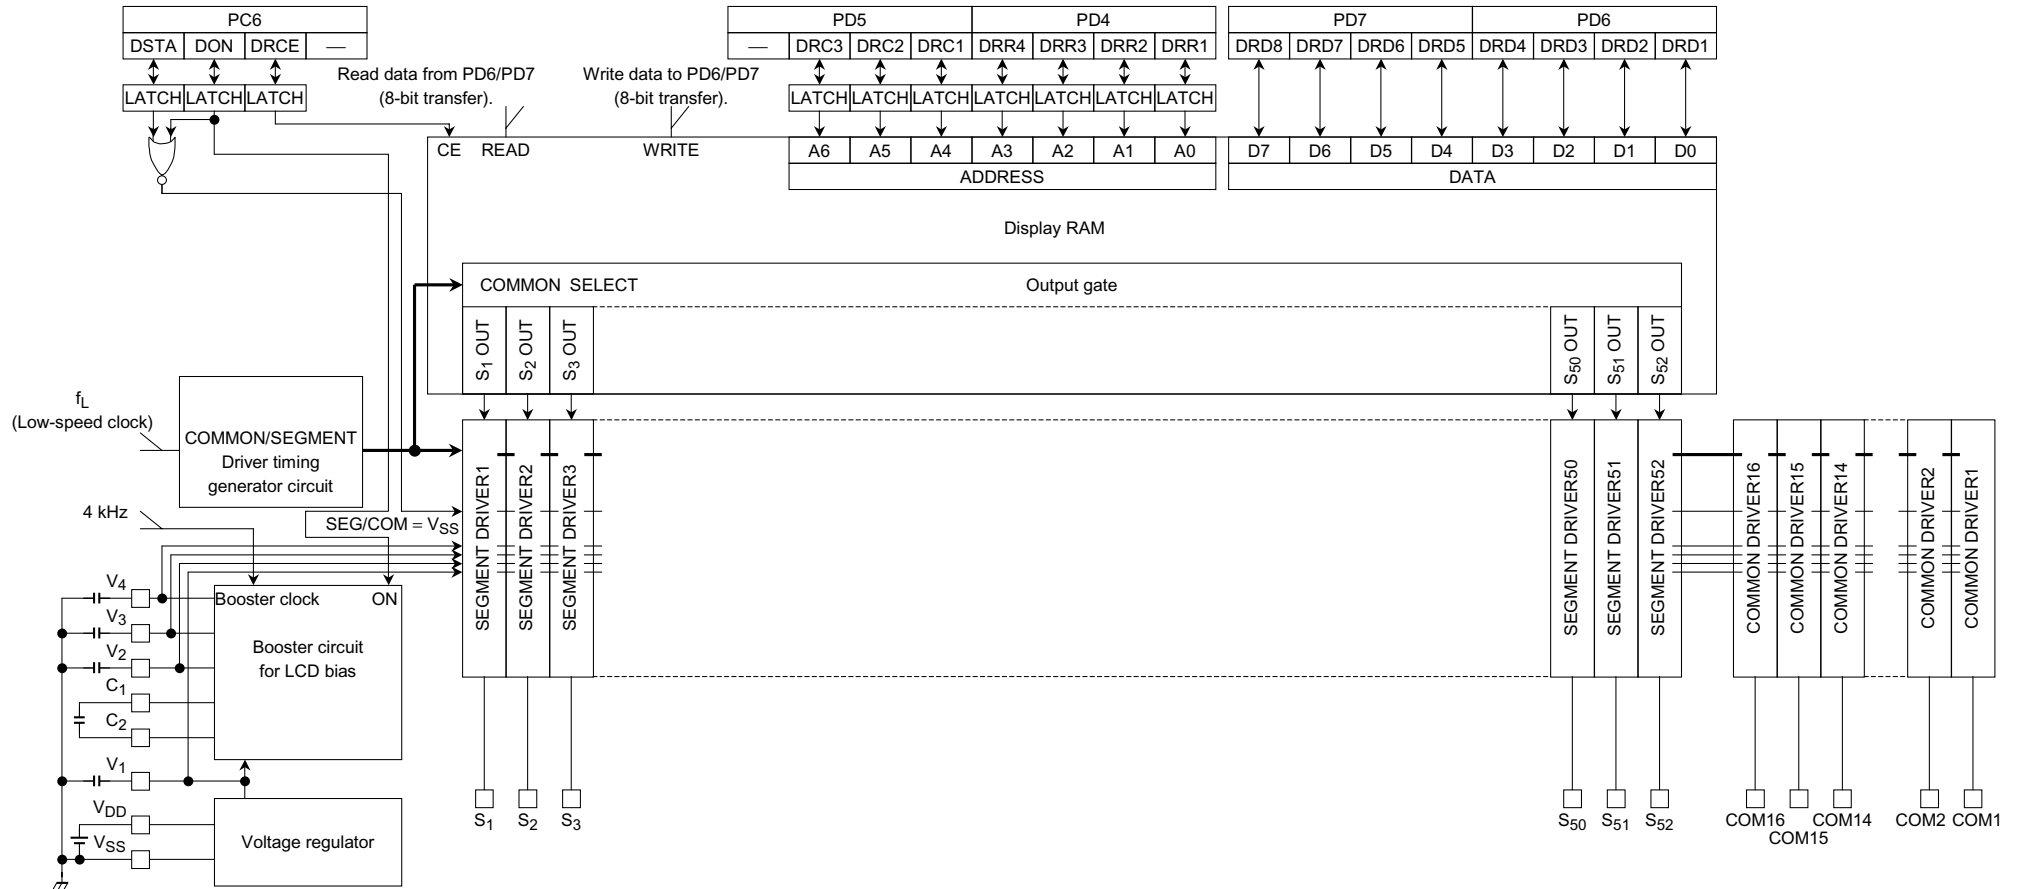 PC6
PD5 PD4
PD7 PD6
DSTA DON DRCE —
— DRC3 DRC2 DRC1 DRR4 DRR3 DRR2 DRR1
DRD8 DRD7 DRD6 DRD5 DRD4 DRD3 DRD2 DRD1
Read data from PD6/PD7
(8-bit transfer).
Write data to PD6/PD7
(8-bit transfer).
LATCH LATCH LATCH
LATCH LATCH LATCH LATCH LATCH LATCH LATCH
CE READ WRITE
A6 A5 A4 A3 A2 A1 A0
D7 D6 D5 D4 D3 D2 D1 D0
ADDRESS
DATA
Display RAM
COMMON SELECT
Output gate
S1 OUT
S2 OUT
S3 OUT
S50 OUT
S51 OUT
S52 OUT
fL
(Low-speed clock)
COMMON/SEGMENT
Driver timing
generator circuit
4 kHz
SEG/COM = VSS
SEGMENT DRIVER1
SEGMENT DRIVER2
SEGMENT DRIVER3
SEGMENT DRIVER50
SEGMENT DRIVER51
SEGMENT DRIVER52
COMMON DRIVER16
COMMON DRIVER15
COMMON DRIVER14
COMMON DRIVER2
COMMON DRIVER1
V4
Booster clock ON
V3
Booster circuit
for LCD bias
V2
C1
C2
V1
VDD
VSS
Voltage regulator
S1 S2 S3
S50 S51 S52
COM16 COM14 COM2 COM1
COM15